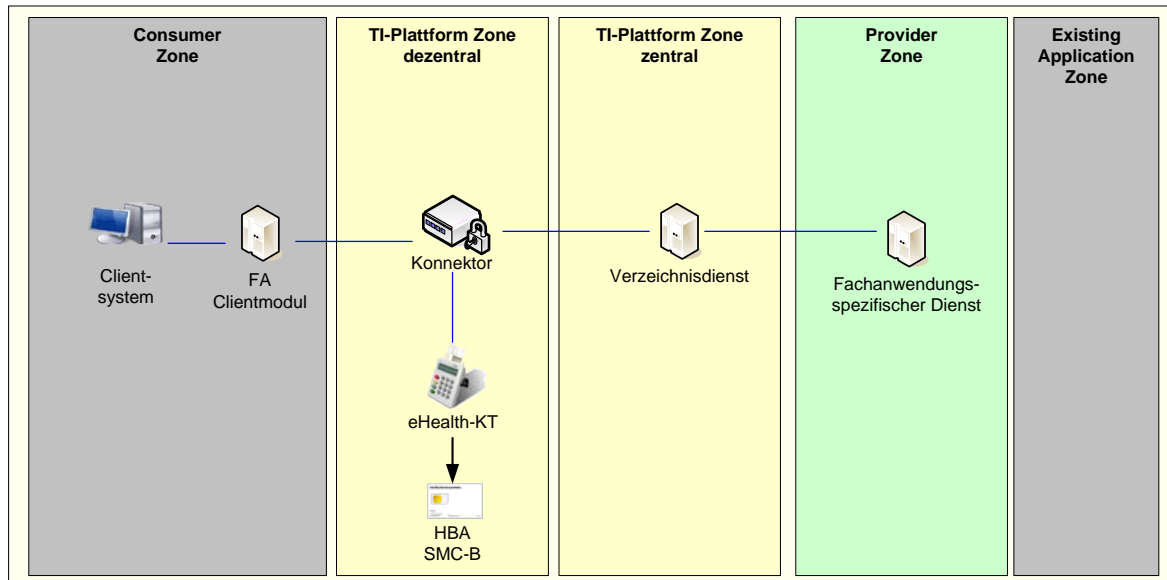 Consumer
Zone
TI-Plattform Zone
dezentral
TI-Plattform Zone
zentral
Provider
Zone
Existing
Application
Zone
Client-
system
FA
Clientmodul
Konnektor
Verzeichnisdienst
Fachanwendungs-
spezifischer Dienst
eHealth-KT
HBA
SMC-B